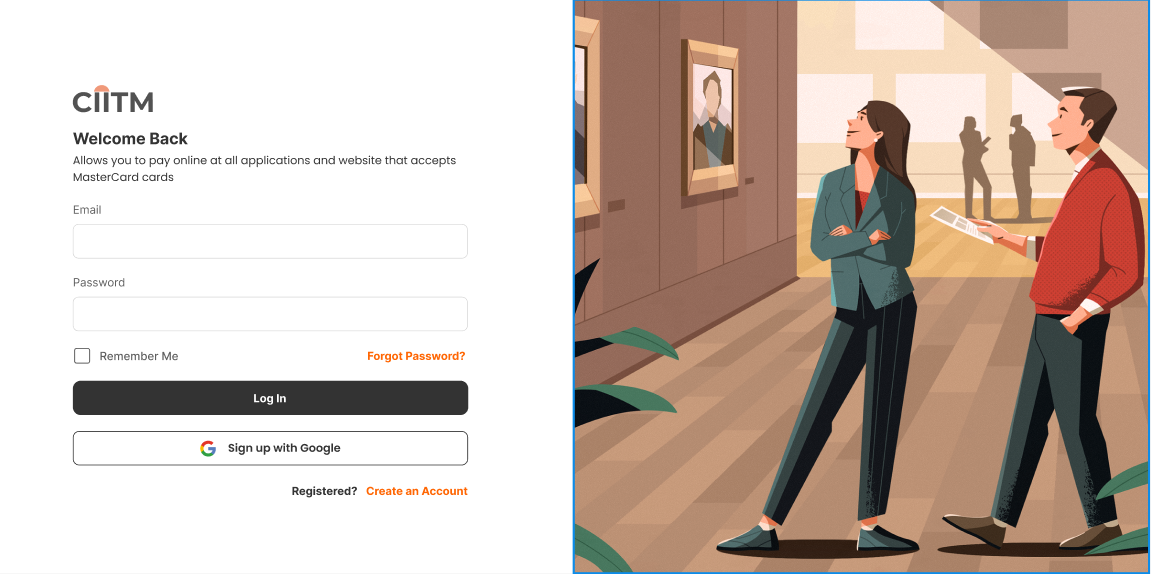 CIITM
Welcome Back
Allows you to pay online at all applications and website that accepts
MasterCard cards
Email
Password
Remember Me
Forgot Password?
Log In
Sign up with Google
Registered? Create an Account